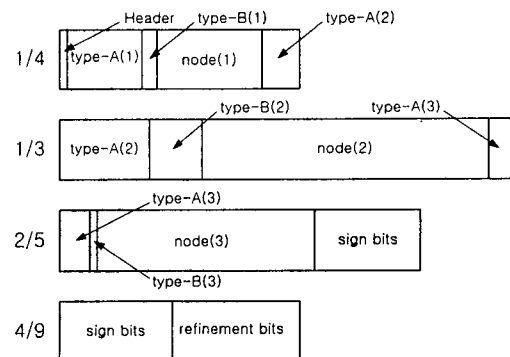 Header
type-B(1)
type-A(2)
1/4
type-A(1)
node(1)
type-B(2)
type-A(3)
1/3
type-A(2)
node(2)
type-A(3)
2/5
node(3)
sign bits
type-B(3)
4/9
sign bits
refinement bits